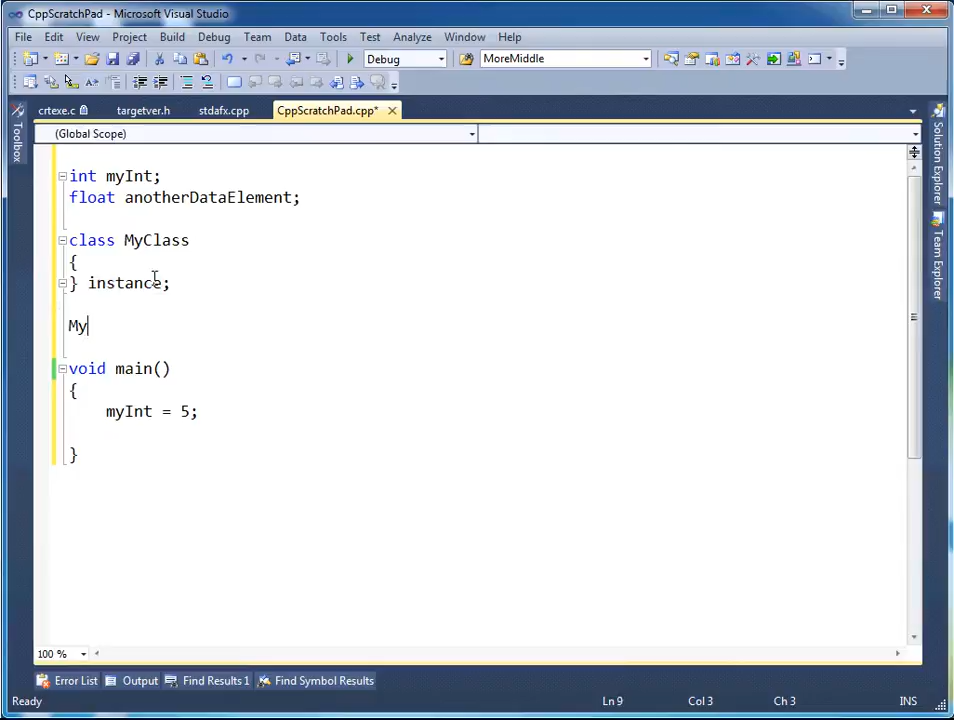 CppScratchPad - Microsoft Visual Studio
File Edit View Project Build Debug Team Data Tools Test Analyze Window Help
Debug MoreMiddle
crtexe.c targetver.h stdafx.cpp CppScratchPad.cpp*
(Global Scope)
int myInt;
float anotherDataElement;
class MyClass
{
} instance;
My
void main()
{
myInt = 5;
}
Toolbox
Solution Explorer
Team Explorer
100 %
Error List Output Find Results 1 Find Symbol Results
Ready Ln 9 Col 3 Ch 3 INS